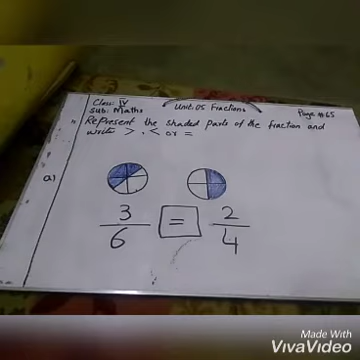 Class: IV
Sub: Maths
Unit: 05 Fractions
Page #65
Represent the shaded parts of the fraction and
write > , < or =
a)
3/6 = 2/4
Made With
VivaVideo